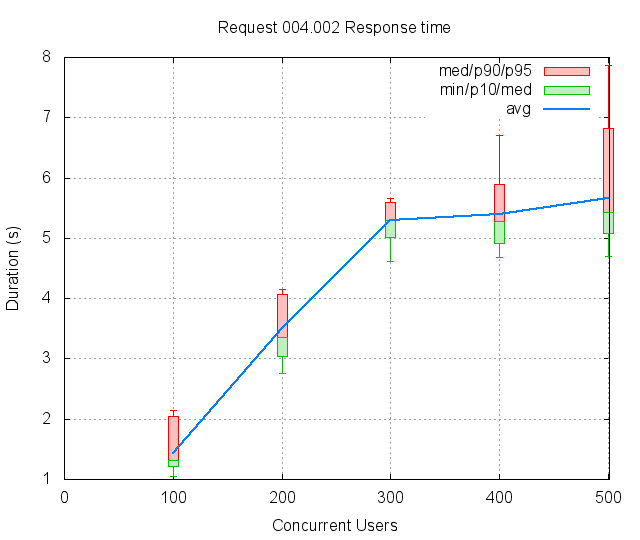 Request 004.002 Response time
med/p90/p95
min/p10/med
avg
8
7
6
5
4
3
2
1
Duration (s)
0 100 200 300 400 500
Concurrent Users